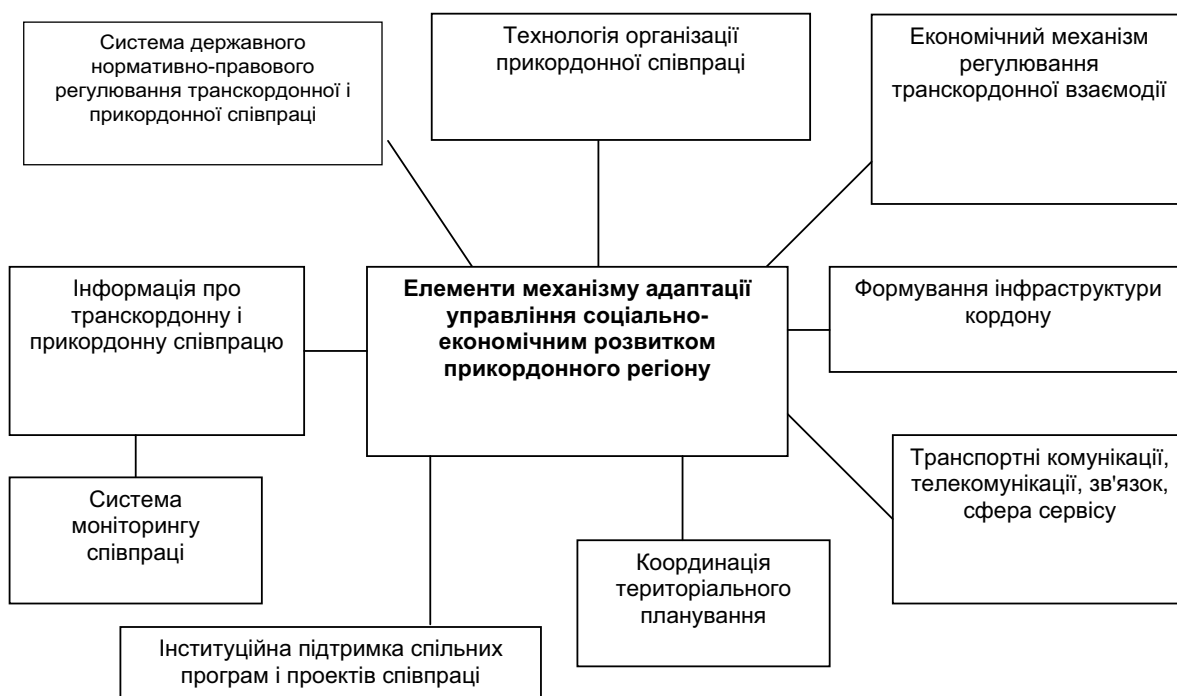 Система державного
нормативно-правового
регулювання транскордонної і
прикордонної співпраці
Технологія організації
прикордонної співпраці
Економічний механізм
регулювання
транскордонної взаємодії
Інформація про
транскордонну і
прикордонну співпрацю
Елементи механізму адаптації
управління соціально-
економічним розвитком
прикордонного регіону
Формування інфраструктури
кордону
Система
моніторингу
співпраці
Транспортні комунікації,
телекомунікації, зв'язок,
сфера сервісу
Координація
територіального
планування
Інституційна підтримка спільних
програм і проектів співпраці